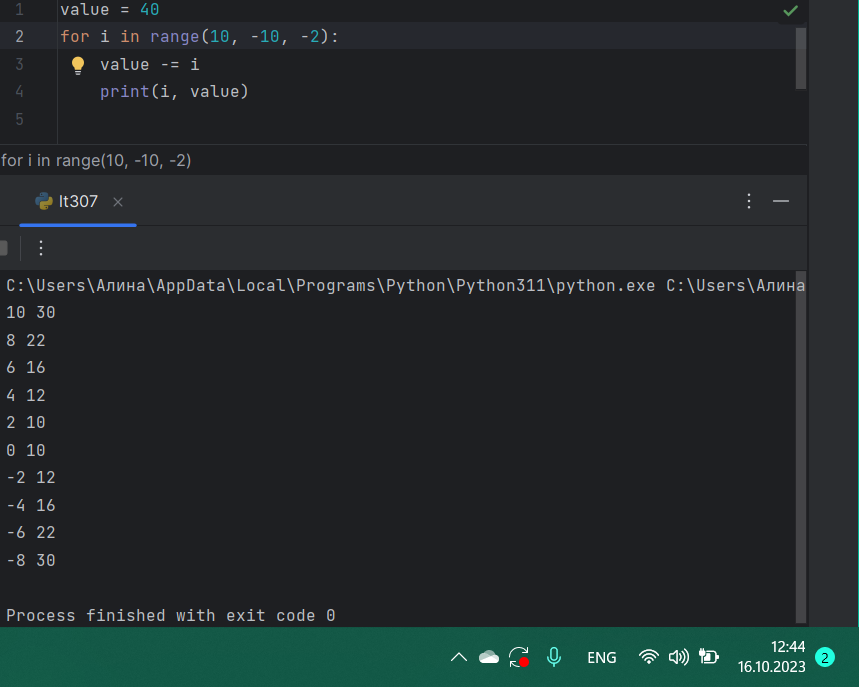 1 value = 40
2 for i in range(10, -10, -2):
3 value -= i
4 print(i, value)
5
for i in range(10, -10, -2)
lt307
C:\Users\Алина\AppData\Local\Programs\Python\Python311\python.exe C:\Users\Алина
10 30
8 22
6 16
4 12
2 10
0 10
-2 12
-4 16
-6 22
-8 30
Process finished with exit code 0
ENG
12:44
16.10.2023
2